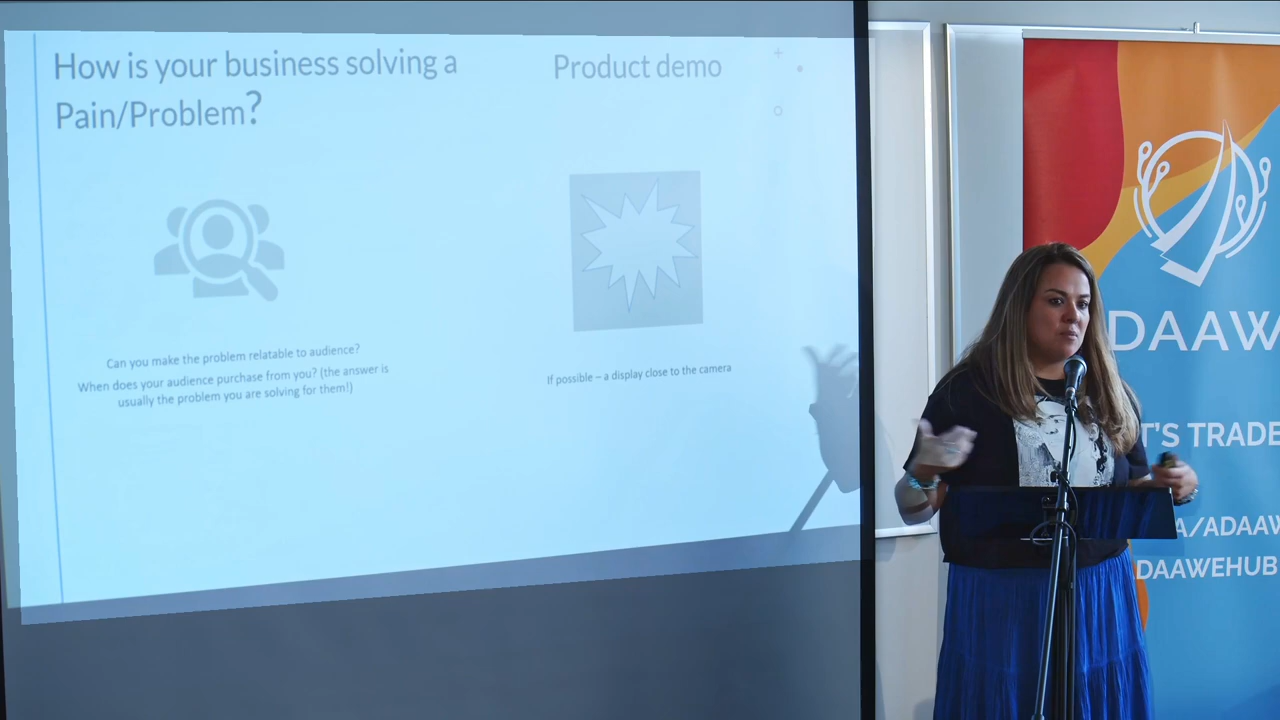 How is your business solving a
Pain/Problem?
Product demo
Can you make the problem relatable to audience?
When does your audience purchase from you? (the answer is
usually the problem you are solving for them!)
If possible – a display close to the camera
DAAW
T'S TRADE
A/ADAAW
DAAWEHUB